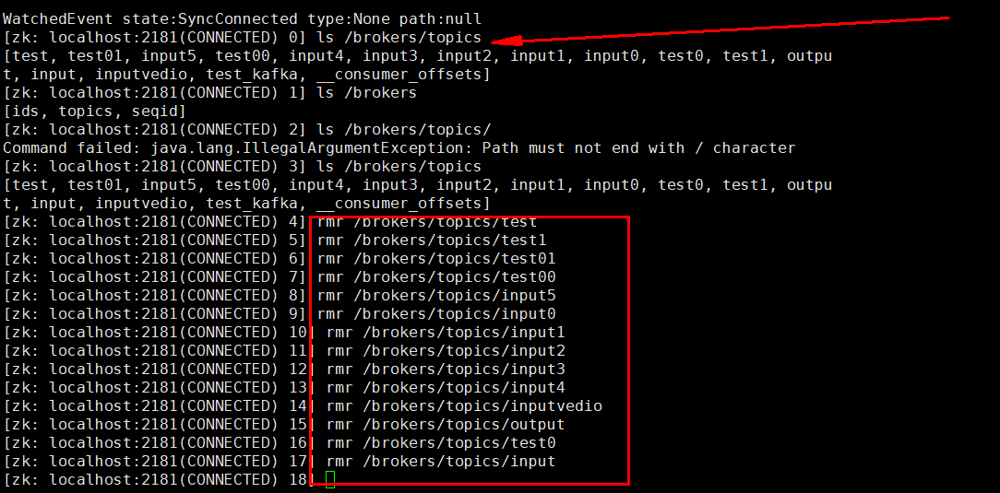 WatchedEvent state:SyncConnected type:None path:null
[zk: localhost:2181(CONNECTED) 0] ls /brokers/topics
[test, test01, input5, test00, input4, input3, input2, input1, input0, test0, test1, outpu
t, input, inputvedio, test_kafka, __consumer_offsets]
[zk: localhost:2181(CONNECTED) 1] ls /brokers
[ids, topics, seqid]
[zk: localhost:2181(CONNECTED) 2] ls /brokers/topics/
Command failed: java.lang.IllegalArgumentException: Path must not end with / character
[zk: localhost:2181(CONNECTED) 3] ls /brokers/topics
[test, test01, input5, test00, input4, input3, input2, input1, input0, test0, test1, outpu
t, input, inputvedio, test_kafka, __consumer_offsets]
[zk: localhost:2181(CONNECTED) 4] rmr /brokers/topics/test
[zk: localhost:2181(CONNECTED) 5] rmr /brokers/topics/test1
[zk: localhost:2181(CONNECTED) 6] rmr /brokers/topics/test01
[zk: localhost:2181(CONNECTED) 7] rmr /brokers/topics/test00
[zk: localhost:2181(CONNECTED) 8] rmr /brokers/topics/input5
[zk: localhost:2181(CONNECTED) 9] rmr /brokers/topics/input0
[zk: localhost:2181(CONNECTED) 10] rmr /brokers/topics/input1
[zk: localhost:2181(CONNECTED) 11] rmr /brokers/topics/input2
[zk: localhost:2181(CONNECTED) 12] rmr /brokers/topics/input3
[zk: localhost:2181(CONNECTED) 13] rmr /brokers/topics/input4
[zk: localhost:2181(CONNECTED) 14] rmr /brokers/topics/inputvedio
[zk: localhost:2181(CONNECTED) 15] rmr /brokers/topics/output
[zk: localhost:2181(CONNECTED) 16] rmr /brokers/topics/test0
[zk: localhost:2181(CONNECTED) 17] rmr /brokers/topics/input
[zk: localhost:2181(CONNECTED) 18]